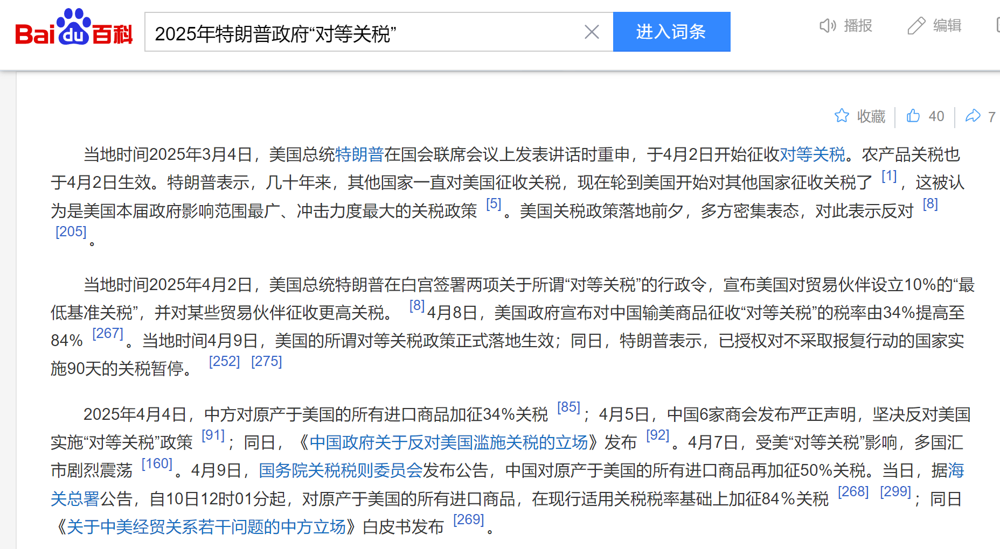 Baidu百科
2025年特朗普政府“对等关税”
进入词条
播报
编辑
收藏
40
7
当地时间2025年3月4日，美国总统特朗普在国会联席会议上发表讲话时重申，于4月2日开始征收对等关税。农产品关税也
于4月2日生效。特朗普表示，几十年来，其他国家一直对美国征收关税，现在轮到美国开始对其他国家征收关税了 [1]，这被认
为是美国本届政府影响范围最广、冲击力度最大的关税政策 [5]。美国关税政策落地前夕，多方密集表态，对此表示反对 [8]
[205]。
当地时间2025年4月2日，美国总统特朗普在白宫签署两项关于所谓“对等关税”的行政令，宣布美国对贸易伙伴设立10%的“最
低基准关税”，并对某些贸易伙伴征收更高关税。 [8] 4月8日，美国政府宣布对中国输美商品征收“对等关税”的税率由34%提高至
84% [267]。当地时间4月9日，美国的所谓对等关税政策正式落地生效；同日，特朗普表示，已授权对不采取报复行动的国家实
施90天的关税暂停。 [252] [275]
2025年4月4日，中方对原产于美国的所有进口商品加征34%关税 [85]；4月5日，中国6家商会发布严正声明，坚决反对美国
实施“对等关税”政策 [91]；同日，《中国政府关于反对美国滥施关税的立场》发布 [92]。4月7日，受美“对等关税”影响，多国汇
市剧烈震荡 [160]。4月9日，国务院关税税则委员会发布公告，中国对原产于美国的所有进口商品再加征50%关税。当日，据海
关总署公告，自10日12时01分起，对原产于美国的所有进口商品，在现行适用关税税率基础上加征84%关税 [268] [299]；同日
《关于中美经贸关系若干问题的中方立场》白皮书发布 [269]。